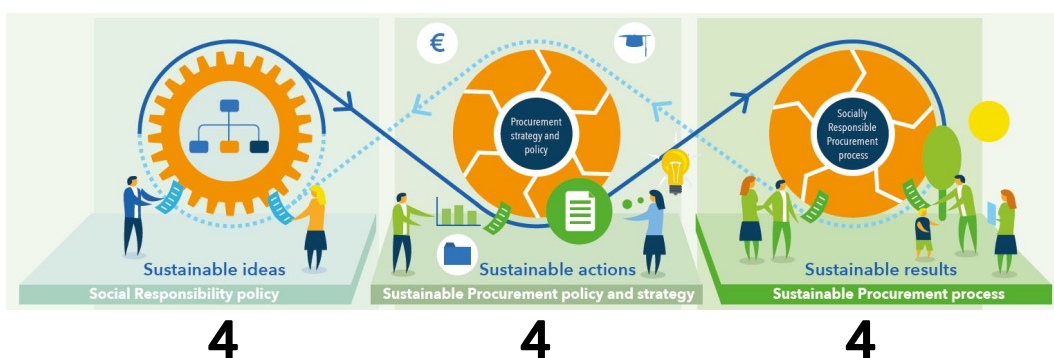 €
Procurement
strategy and
policy
Socially
Responsible
Procurement
process
Sustainable ideas
Sustainable actions
Sustainable results
Social Responsibility policy
Sustainable Procurement policy and strategy
Sustainable Procurement process
4
4
4